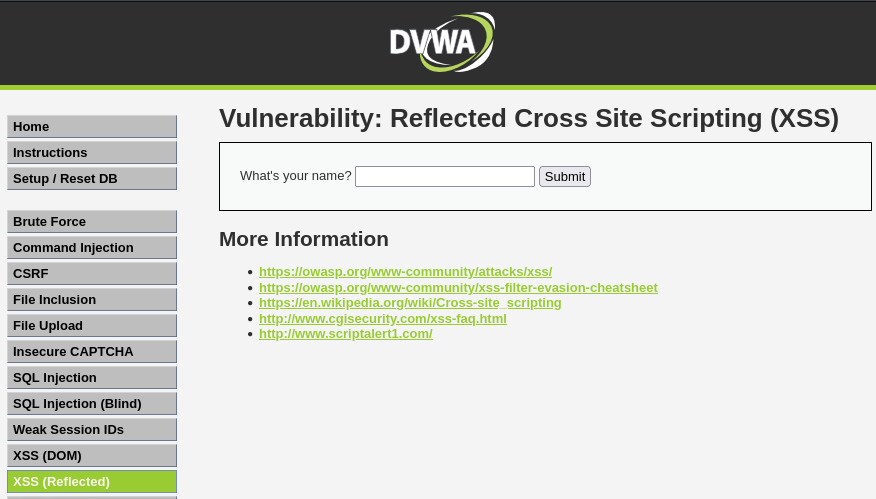 DVWA
Home
Instructions
Setup / Reset DB
Brute Force
Command Injection
CSRF
File Inclusion
File Upload
Insecure CAPTCHA
SQL Injection
SQL Injection (Blind)
Weak Session IDs
XSS (DOM)
XSS (Reflected)
Vulnerability: Reflected Cross Site Scripting (XSS)
What's your name? Submit
More Information
https://owasp.org/www-community/attacks/xss/
https://owasp.org/www-community/xss-filter-evasion-cheatsheet
https://en.wikipedia.org/wiki/Cross-site_scripting
http://www.cgisecurity.com/xss-faq.html
http://www.scriptalert1.com/